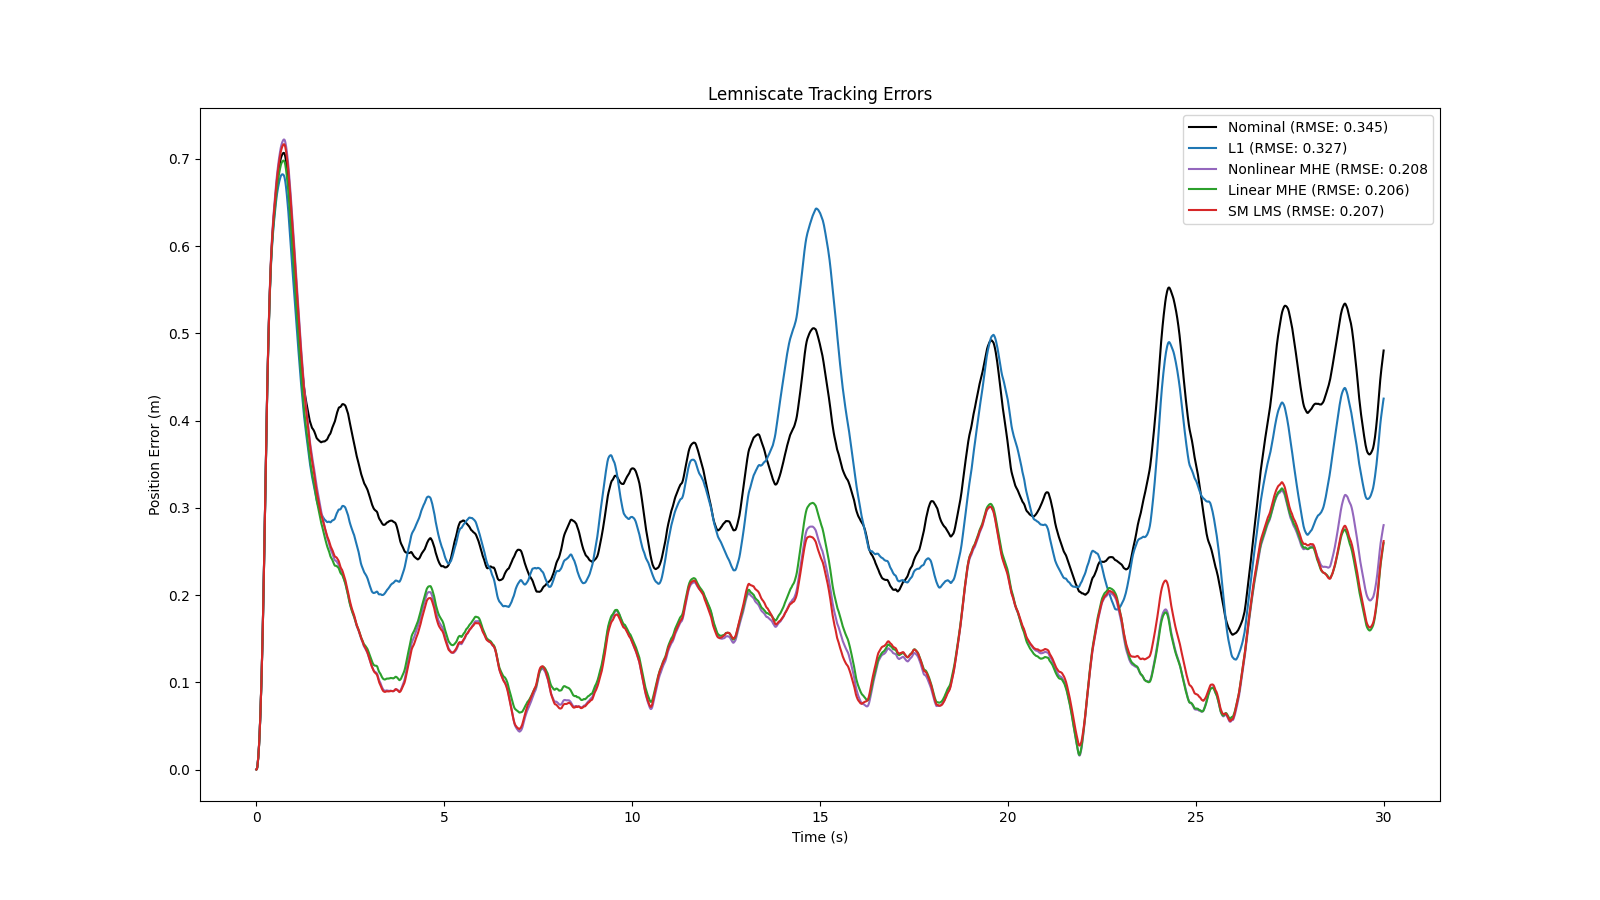 Lemniscate Tracking Errors
Nominal (RMSE: 0.345)
L1 (RMSE: 0.327)
Nonlinear MHE (RMSE: 0.208
Linear MHE (RMSE: 0.206)
SM LMS (RMSE: 0.207)
Position Error (m)
0.7
0.6
0.5
0.4
0.3
0.2
0.1
0.0
0 5 10 15 20 25 30
Time (s)